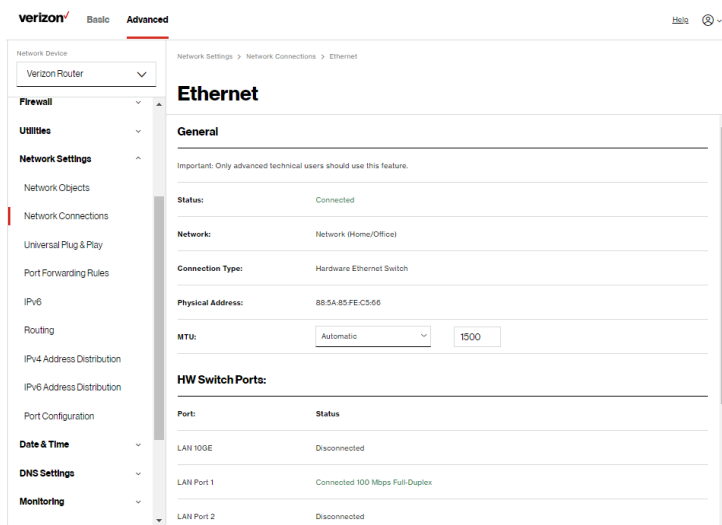 verizon Basic Advanced Help
Network Device
Verizon Router
Firewall
Utilities
Network Settings
Network Objects
Network Connections
Universal Plug & Play
Port Forwarding Rules
IPv6
Routing
IPv4 Address Distribution
IPv6 Address Distribution
Port Configuration
Date & Time
DNS Settings
Monitoring
Network Settings > Network Connections > Ethernet
Ethernet
General
Important: Only advanced technical users should use this feature.
Status: Connected
Network: Network (Home/Office)
Connection Type: Hardware Ethernet Switch
Physical Address: 88:5A:85:FE:C5:66
MTU: Automatic 1500
HW Switch Ports:
Port: Status
LAN 10GE Disconnected
LAN Port 1 Connected 100 Mbps Full-Duplex
LAN Port 2 Disconnected